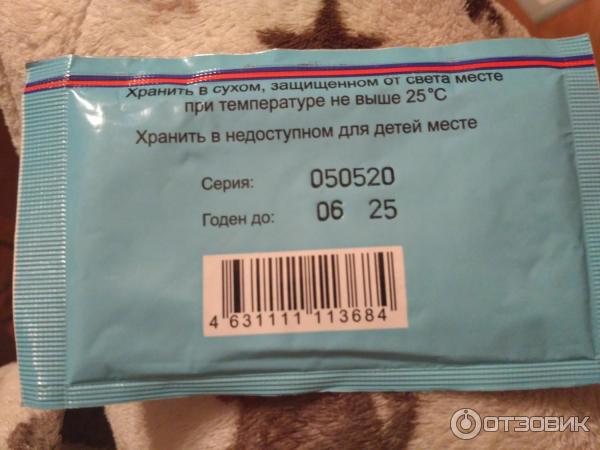 Хранить в сухом, защищенном от света месте
при температуре не выше 25°C
Хранить в недоступном для детей месте
Серия: 050520
Годен до: 06 25
4 631111 113684
ОТЗОВИК